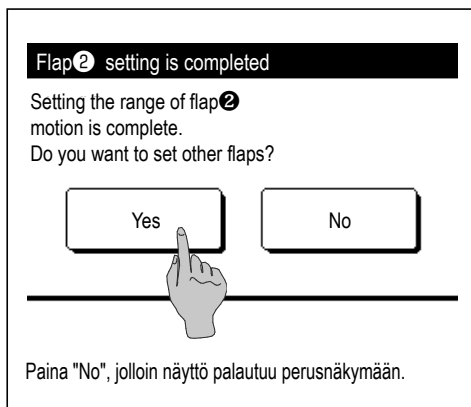 Flap❷ setting is completed
Setting the range of flap❷
motion is complete.
Do you want to set other flaps?
Yes
No
Paina "No", jolloin näyttö palautuu perusnäkymään.